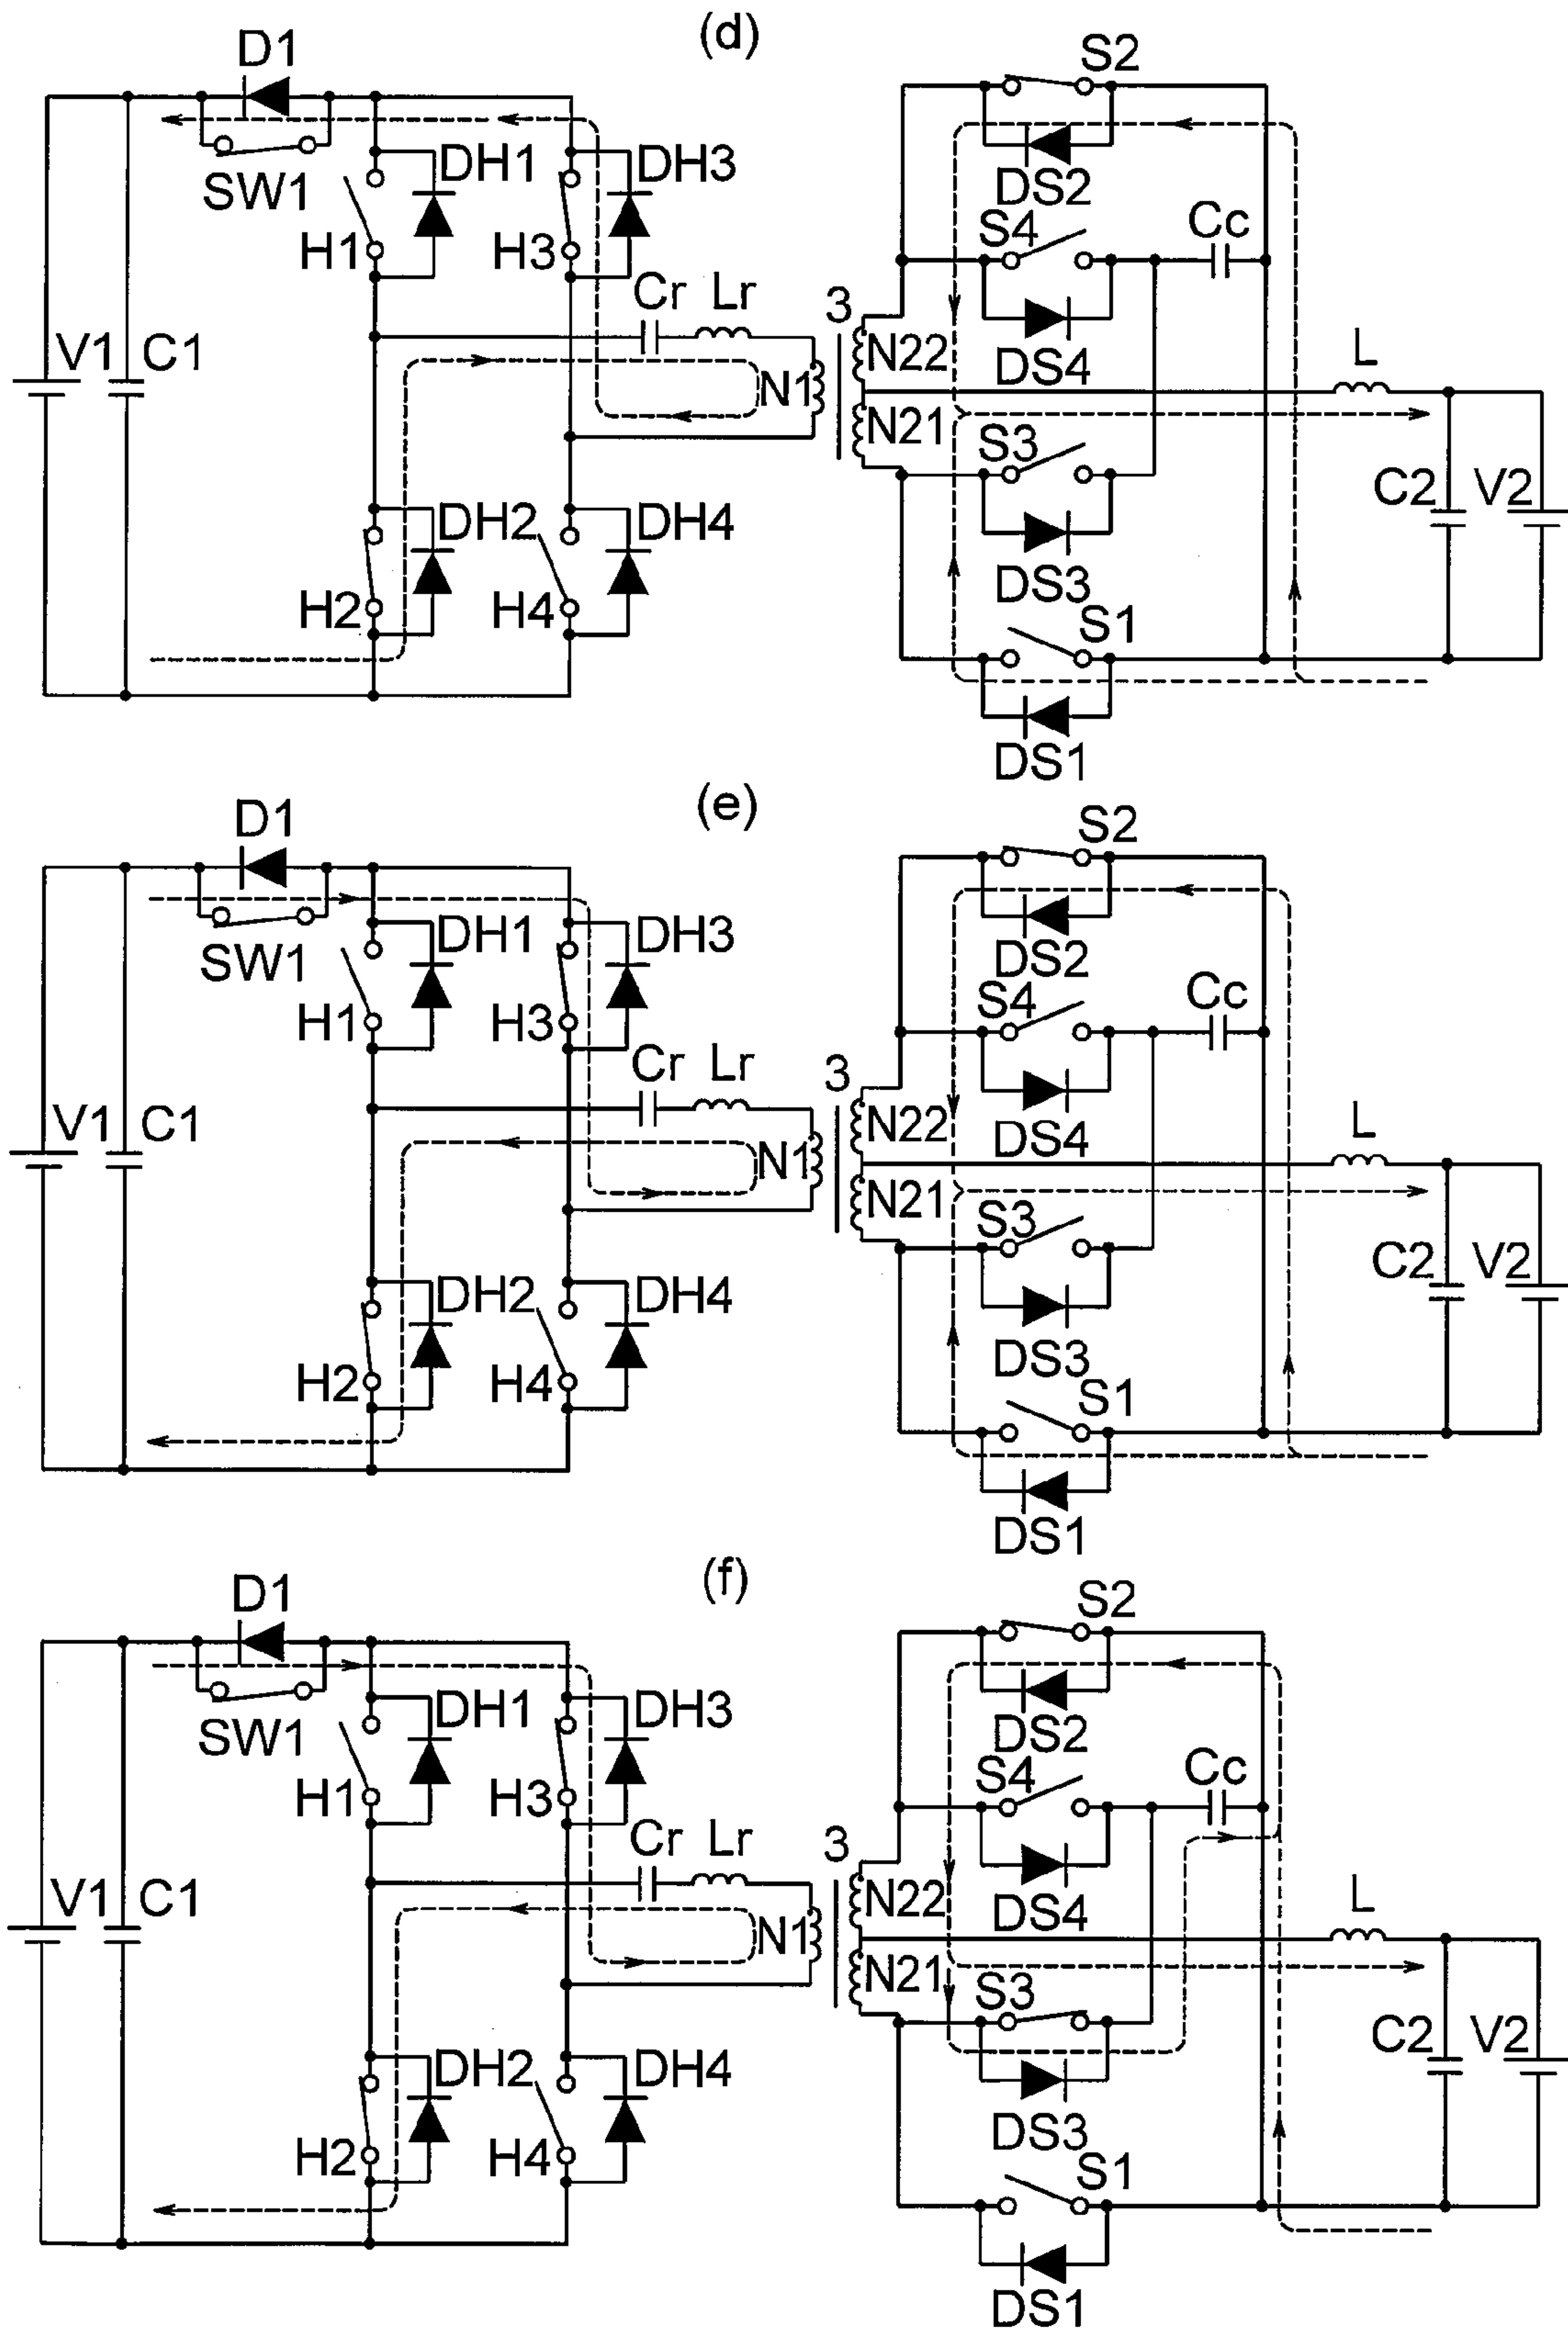 (d)
D1
S2
SW1
DH1
DH3
DS2
H1
H3
S4
Cc
Cr
Lr
3
DS4
V1
C1
N1
N22
N21
L
S3
C2
V2
DH2
DH4
DS3
H2
H4
S1
DS1
(e)
D1
S2
SW1
DH1
DH3
DS2
H1
H3
S4
Cc
Cr
Lr
3
DS4
V1
C1
N1
N22
N21
L
S3
C2
V2
DH2
DH4
DS3
H2
H4
S1
DS1
(f)
D1
S2
SW1
DH1
DH3
DS2
H1
H3
S4
Cc
Cr
Lr
3
DS4
V1
C1
N1
N22
N21
L
S3
C2
V2
DH2
DH4
DS3
H2
H4
S1
DS1